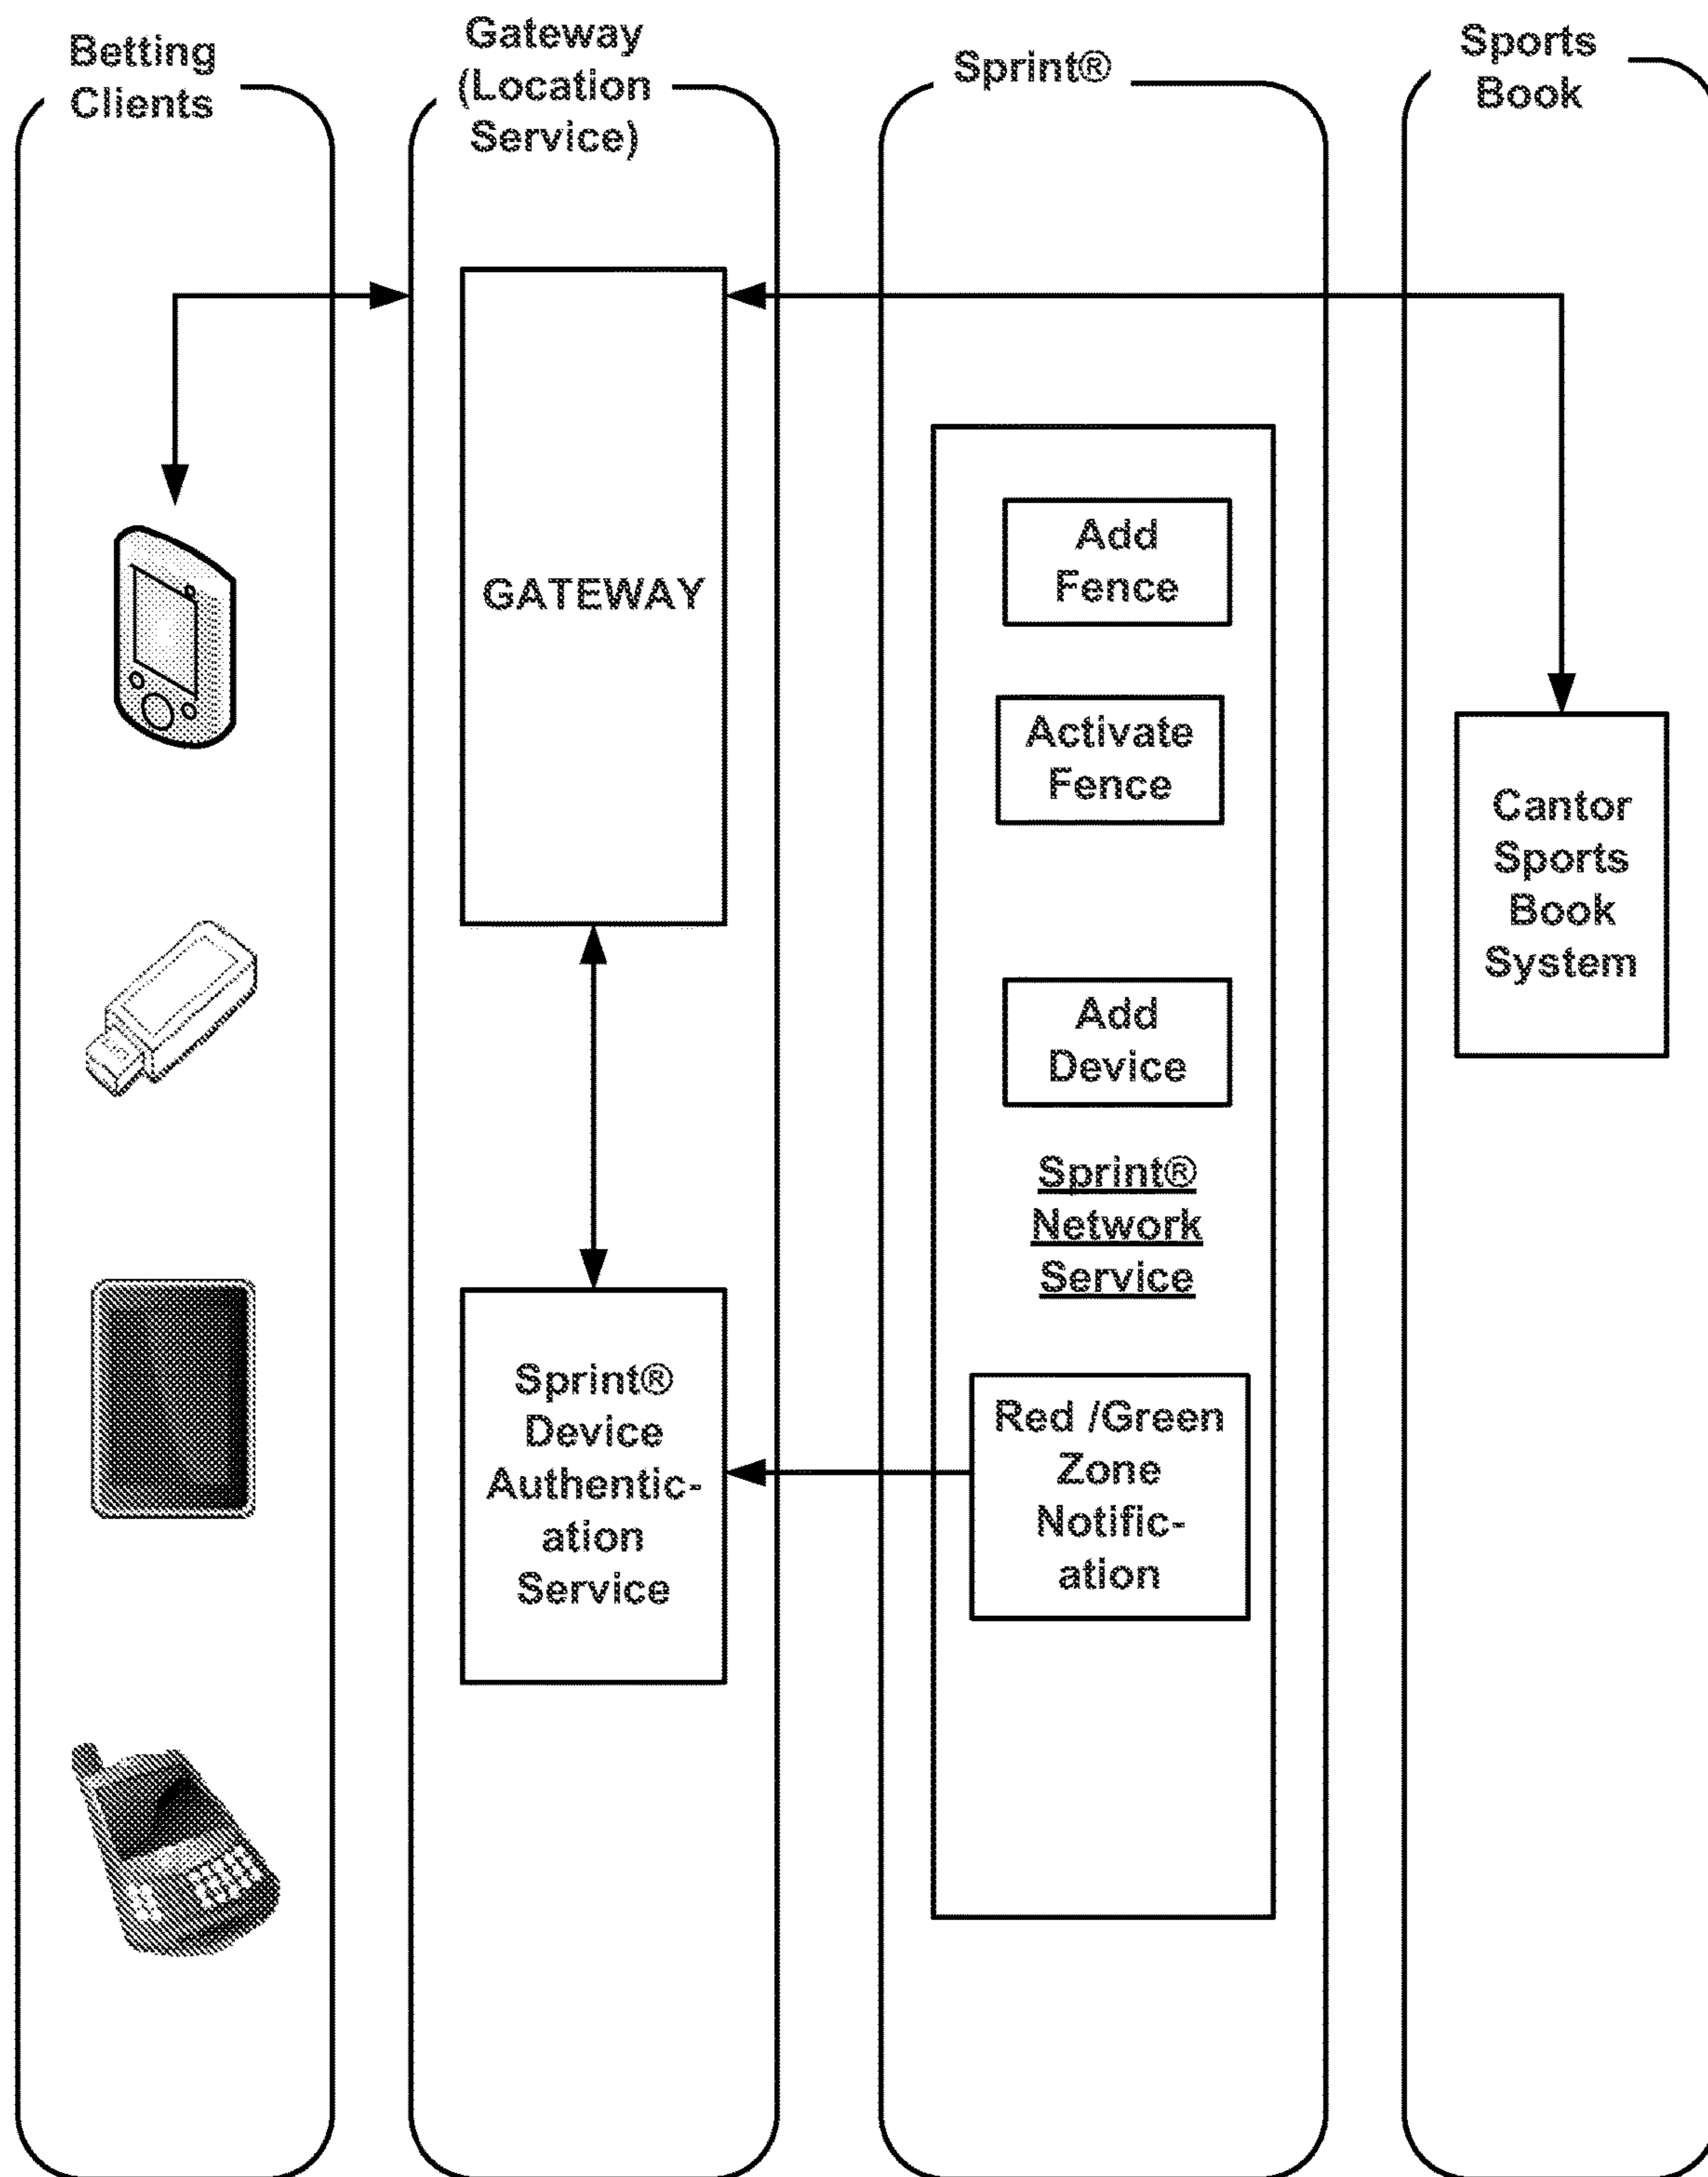 Betting
Clients
Gateway
(Location
Service)
Sprint®
Sports
Book
GATEWAY
Sprint®
Device
Authentic-
ation
Service
Add
Fence
Activate
Fence
Add
Device
Sprint®
Network
Service
Red /Green
Zone
Notific-
ation
Cantor
Sports
Book
System